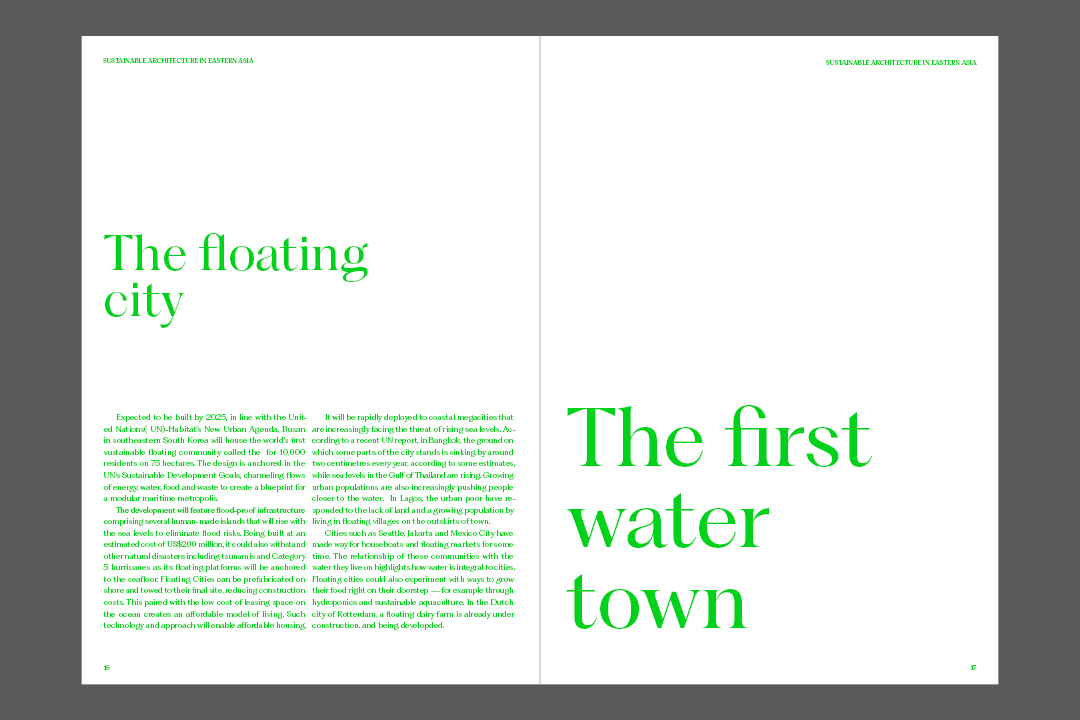 SUSTAINABLE ARCHITECTURE IN EASTERN ASIA
The floating
city
Expected to be built by 2025, in line with the Unit-
ed Nations( UN)-Habitat's New Urban Agenda, Busan
in southeastern South Korea will house the world's first
sustainable floating community called the for 10,000
residents on 75 hectares. The design is anchored in the
UN's Sustainable Development Goals, channeling flows
of energy, water, food and waste to create a blueprint for
a modular maritime metropolis.
The development will feature flood-proof infrastructure
comprising several human-made islands that will rise with
the sea levels to eliminate flood risks. Being built at an
estimated cost of US$200 million, it could also withstand
other natural disasters including tsunamis and Category
5 hurricanes as its floating platforms will be anchored
to the seafloor. Floating Cities can be prefabricated on
shore and towed to their final site, reducing construction
costs. This paired with the low cost of leasing space on
the ocean creates an affordable model of living. Such
technology and approach will enable affordable housing.
It will be rapidly deployed to coastal megacities that
are increasingly facing the threat of rising sea levels. Ac-
cording to a recent UN report, in Bangkok, the ground on
which some parts of the city stands is sinking by around
two centimetres every year, according to some estimates,
while sea levels in the Gulf of Thailand are rising. Growing
urban populations are also increasingly pushing people
closer to the water. In Lagos, the urban poor have re-
sponded to the lack of land and a growing population by
living in floating villages on the outskirts of town.
Cities such as Seattle, Jakarta and Mexico City have
made way for houseboats and floating markets for some
time. The relationship of these communities with the
water they live on highlights how water is integral to cities.
Floating cities could also experiment with ways to grow
their food right on their doorstep — for example through
hydroponics and sustainable aquaculture. In the Dutch
city of Rotterdam, a floating dairy farm is already under
construction. and being developded.
16
SUSTAINABLE ARCHITECTURE IN EASTERN ASIA
The first
water
town
17